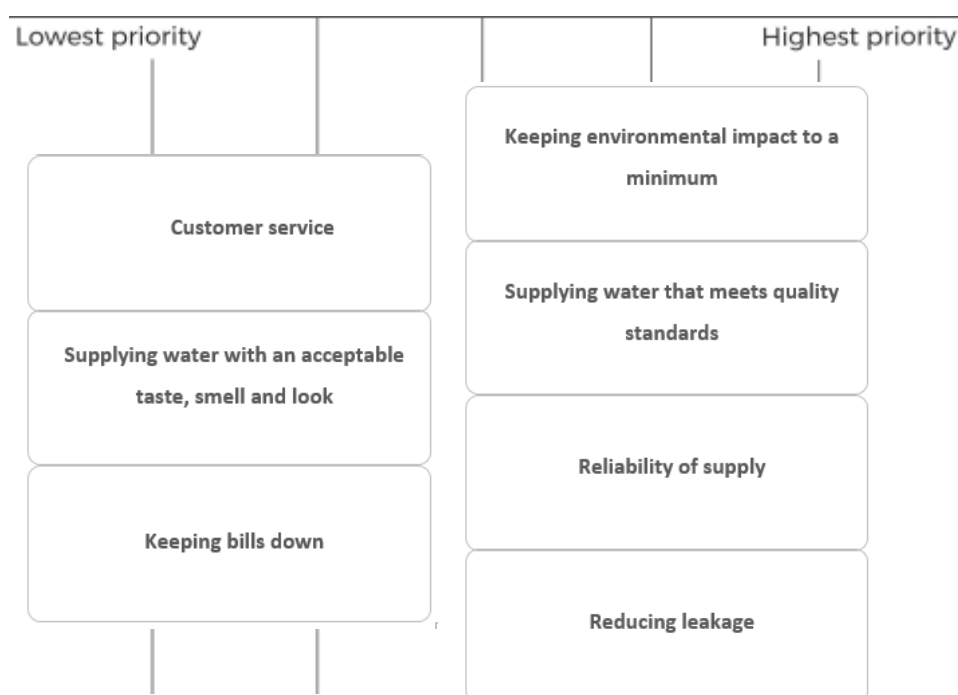 Lowest priority
Highest priority
Customer service
Supplying water with an acceptable
taste, smell and look
Keeping bills down
Keeping environmental impact to a
minimum
Supplying water that meets quality
standards
Reliability of supply
Reducing leakage